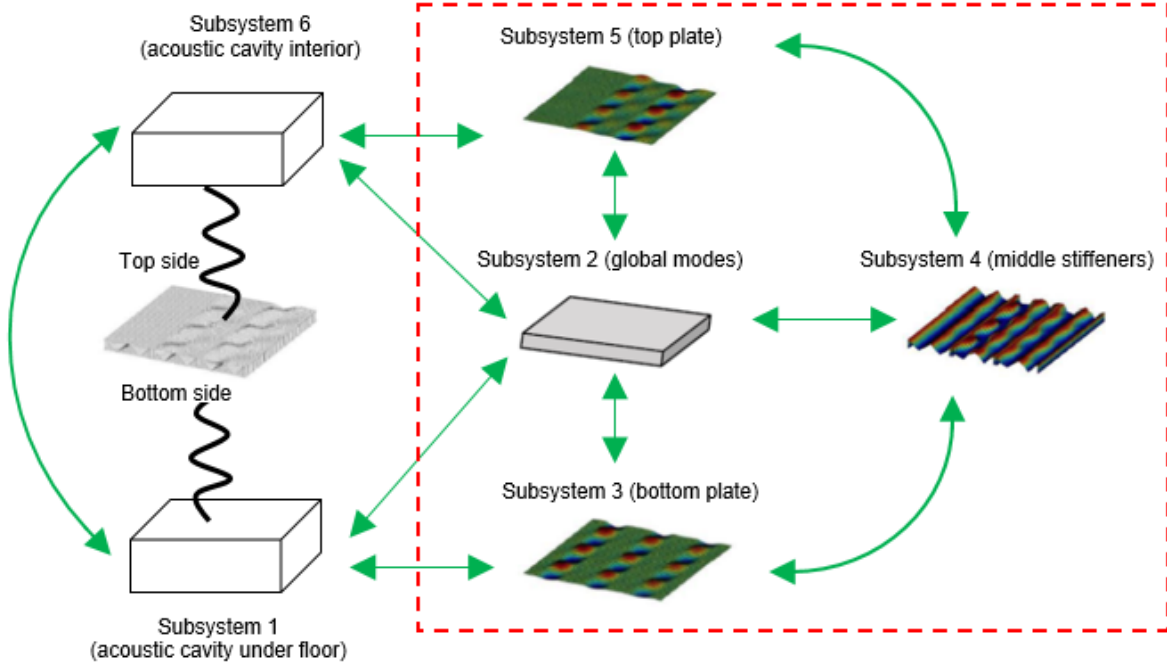 Subsystem 6
(acoustic cavity interior)
Subsystem 5 (top plate)
Top side
Subsystem 2 (global modes)
Subsystem 4 (middle stiffeners)
Bottom side
Subsystem 3 (bottom plate)
Subsystem 1
(acoustic cavity under floor)